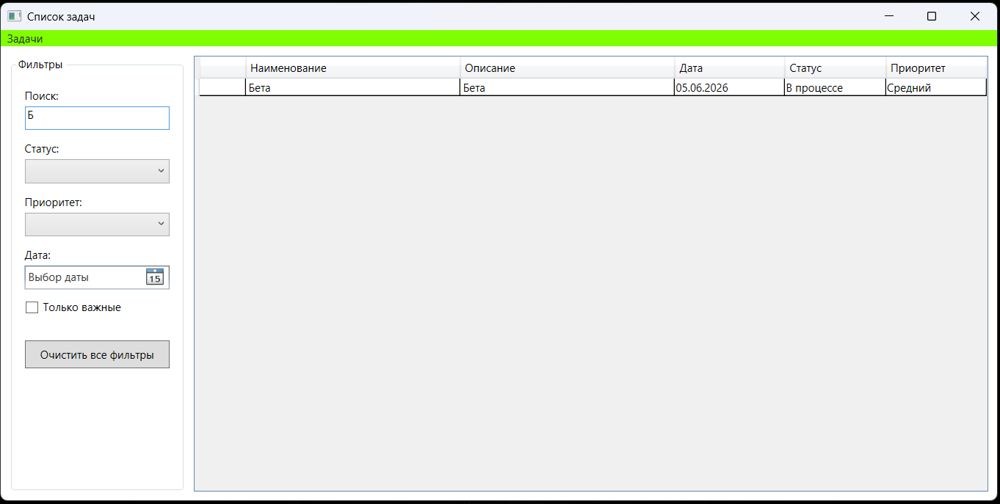 Список задач
Задачи
Фильтры
Поиск:
Б
Статус:
Приоритет:
Дата:
Выбор даты 15
Только важные
Очистить все фильтры
Наименование Описание Дата Статус Приоритет
Бета Бета 05.06.2026 В процессе Средний